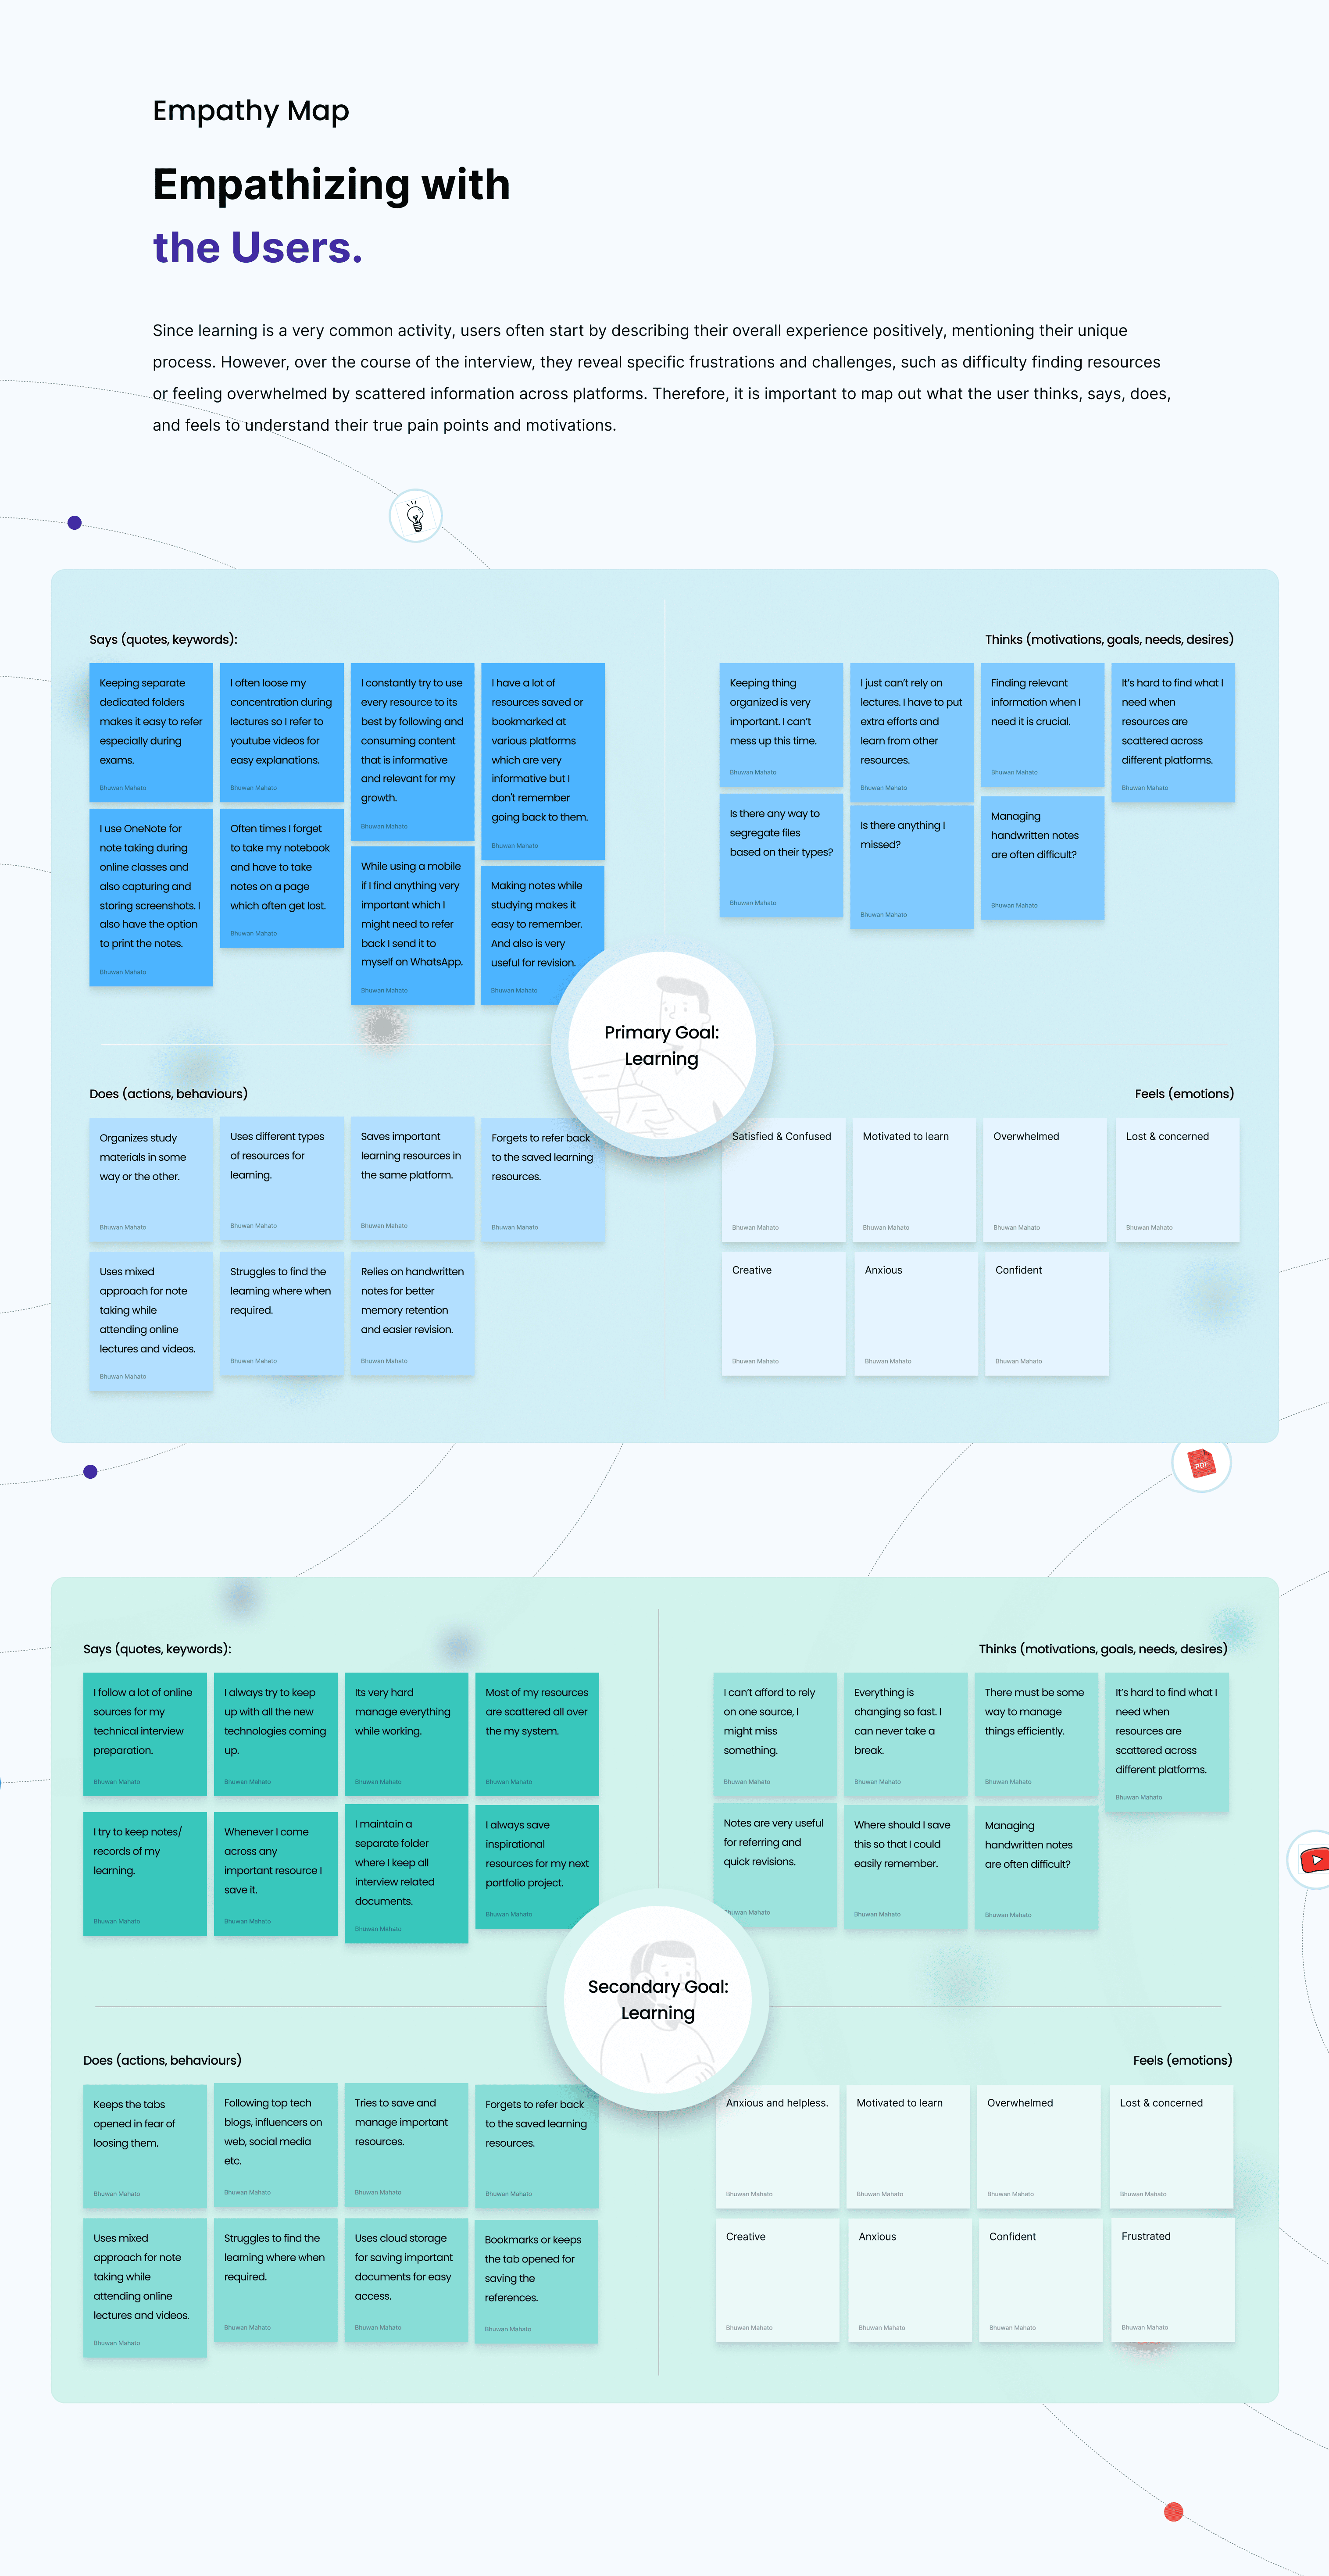 Empathy Map
Empathizing with
the Users.
Since learning is a very common activity, users often start by describing their overall experience positively, mentioning their unique
process. However, over the course of the interview, they reveal specific frustrations and challenges, such as difficulty finding resources
or feeling overwhelmed by scattered information across platforms. Therefore, it is important to map out what the user thinks, says, does,
and feels to understand their true pain points and motivations.
Says (quotes, keywords):
Keeping separate
dedicated folders
makes it easy to refer
especially during
exams.
Bhuwan Mahato
I often loose my
concentration during
lectures so I refer to
youtube videos for
easy explanations.
Bhuwan Mahato
I constantly try to use
every resource to its
best by following and
consuming content
that is informative
and relevant for my
growth.
Bhuwan Mahato
I have a lot of
resources saved or
bookmarked at
various platforms
which are very
informative but I
don't remember
going back to them.
Bhuwan Mahato
I use OneNote for
note taking during
online classes and
also capturing and
storing screenshots. I
also have the option
to print the notes.
Bhuwan Mahato
Often times I forget
to take my notebook
and have to take
notes on a page
which often get lost.
Bhuwan Mahato
While using a mobile
if I find anything very
important which I
might need to refer
back I send it to
myself on WhatsApp.
Bhuwan Mahato
Making notes while
studying makes it
easy to remember.
And also is very
useful for revision.
Bhuwan Mahato
Thinks (motivations, goals, needs, desires)
Keeping thing
organized is very
important. I can't
mess up this time.
Bhuwan Mahato
I just can't rely on
lectures. I have to put
extra efforts and
learn from other
resources.
Bhuwan Mahato
Finding relevant
information when I
need it is crucial.
Bhuwan Mahato
It's hard to find what I
need when
resources are
scattered across
different platforms.
Bhuwan Mahato
Is there any way to
segregate files
based on their types?
Bhuwan Mahato
Is there anything I
missed?
Bhuwan Mahato
Managing
handwritten notes
are often difficult?
Bhuwan Mahato
Primary Goal:
Learning
Does (actions, behaviours)
Organizes study
materials in some
way or the other.
Bhuwan Mahato
Uses different types
of resources for
learning.
Bhuwan Mahato
Saves important
learning resources in
the same platform.
Bhuwan Mahato
Forgets to refer back
to the saved learning
resources.
Bhuwan Mahato
Uses mixed
approach for note
taking while
attending online
lectures and videos.
Bhuwan Mahato
Struggles to find the
learning where when
required.
Bhuwan Mahato
Relies on handwritten
notes for better
memory retention
and easier revision.
Bhuwan Mahato
Feels (emotions)
Satisfied & Confused
Bhuwan Mahato
Motivated to learn
Bhuwan Mahato
Overwhelmed
Bhuwan Mahato
Lost & concerned
Bhuwan Mahato
Creative
Bhuwan Mahato
Anxious
Bhuwan Mahato
Confident
Bhuwan Mahato
PDF
Says (quotes, keywords):
I follow a lot of online
sources for my
technical interview
preparation.
Bhuwan Mahato
I always try to keep
up with all the new
technologies coming
up.
Bhuwan Mahato
Its very hard
manage everything
while working.
Bhuwan Mahato
Most of my resources
are scattered all over
the my system.
Bhuwan Mahato
I try to keep notes/
records of my
learning.
Bhuwan Mahato
Whenever I come
across any
important resource I
save it.
Bhuwan Mahato
I maintain a
separate folder
where I keep all
interview related
documents.
Bhuwan Mahato
I always save
inspirational
resources for my next
portfolio project.
Bhuwan Mahato
Thinks (motivations, goals, needs, desires)
I can't afford to rely
on one source, I
might miss
something.
Bhuwan Mahato
Everything is
changing so fast. I
can never take a
break.
Bhuwan Mahato
There must be some
way to manage
things efficiently.
Bhuwan Mahato
It's hard to find what I
need when
resources are
scattered across
different platforms.
Bhuwan Mahato
Notes are very useful
for referring and
quick revisions.
Bhuwan Mahato
Where should I save
this so that I could
easily remember.
Bhuwan Mahato
Managing
handwritten notes
are often difficult?
Bhuwan Mahato
Secondary Goal:
Learning
Does (actions, behaviours)
Keeps the tabs
opened in fear of
loosing them.
Bhuwan Mahato
Following top tech
blogs, influencers on
web, social media
etc.
Bhuwan Mahato
Tries to save and
manage important
resources.
Bhuwan Mahato
Forgets to refer back
to the saved learning
resources.
Bhuwan Mahato
Uses mixed
approach for note
taking while
attending online
lectures and videos.
Bhuwan Mahato
Struggles to find the
learning where when
required.
Bhuwan Mahato
Uses cloud storage
for saving important
documents for easy
access.
Bhuwan Mahato
Bookmarks or keeps
the tab opened for
saving the
references.
Bhuwan Mahato
Feels (emotions)
Anxious and helpless.
Bhuwan Mahato
Motivated to learn
Bhuwan Mahato
Overwhelmed
Bhuwan Mahato
Lost & concerned
Bhuwan Mahato
Creative
Bhuwan Mahato
Anxious
Bhuwan Mahato
Confident
Bhuwan Mahato
Frustrated
Bhuwan Mahato